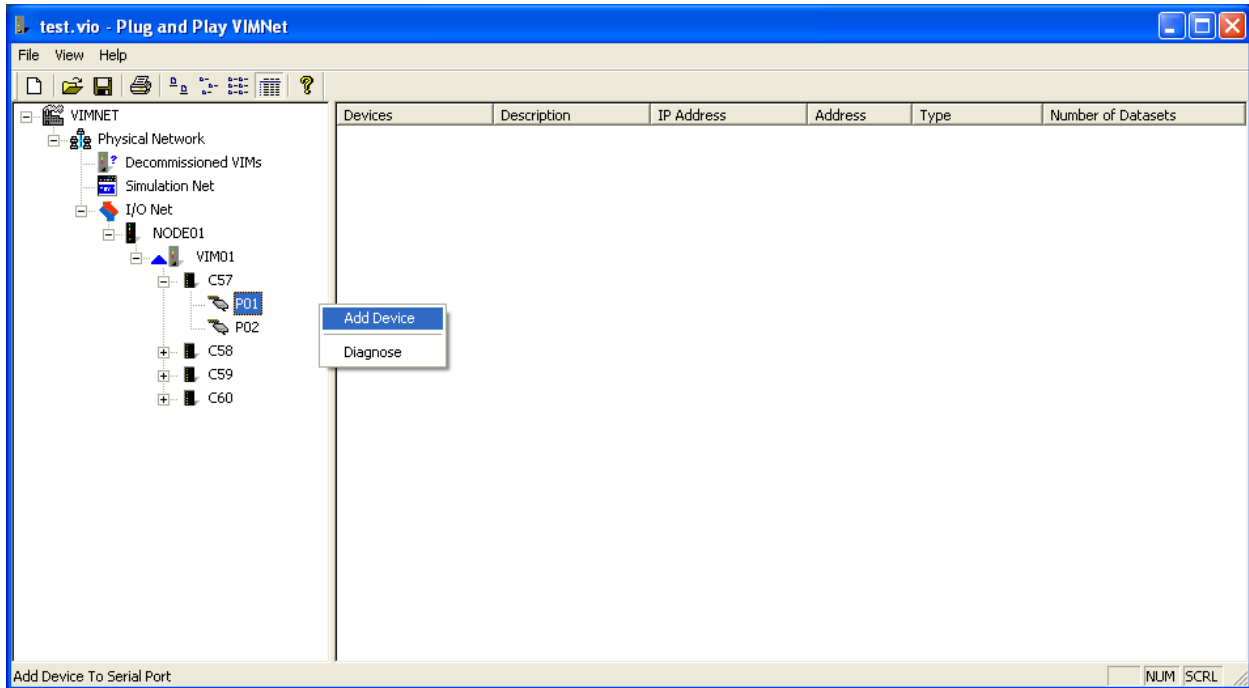 test.vio - Plug and Play VIMNet
File View Help
VIMNET
Devices Description IP Address Address Type Number of Datasets
Physical Network
Decommissioned VIMs
Simulation Net
I/O Net
NODE01
VIM01
C57
P01
P02
Add Device
Diagnose
C58
C59
C60
Add Device To Serial Port
NUM SCRL